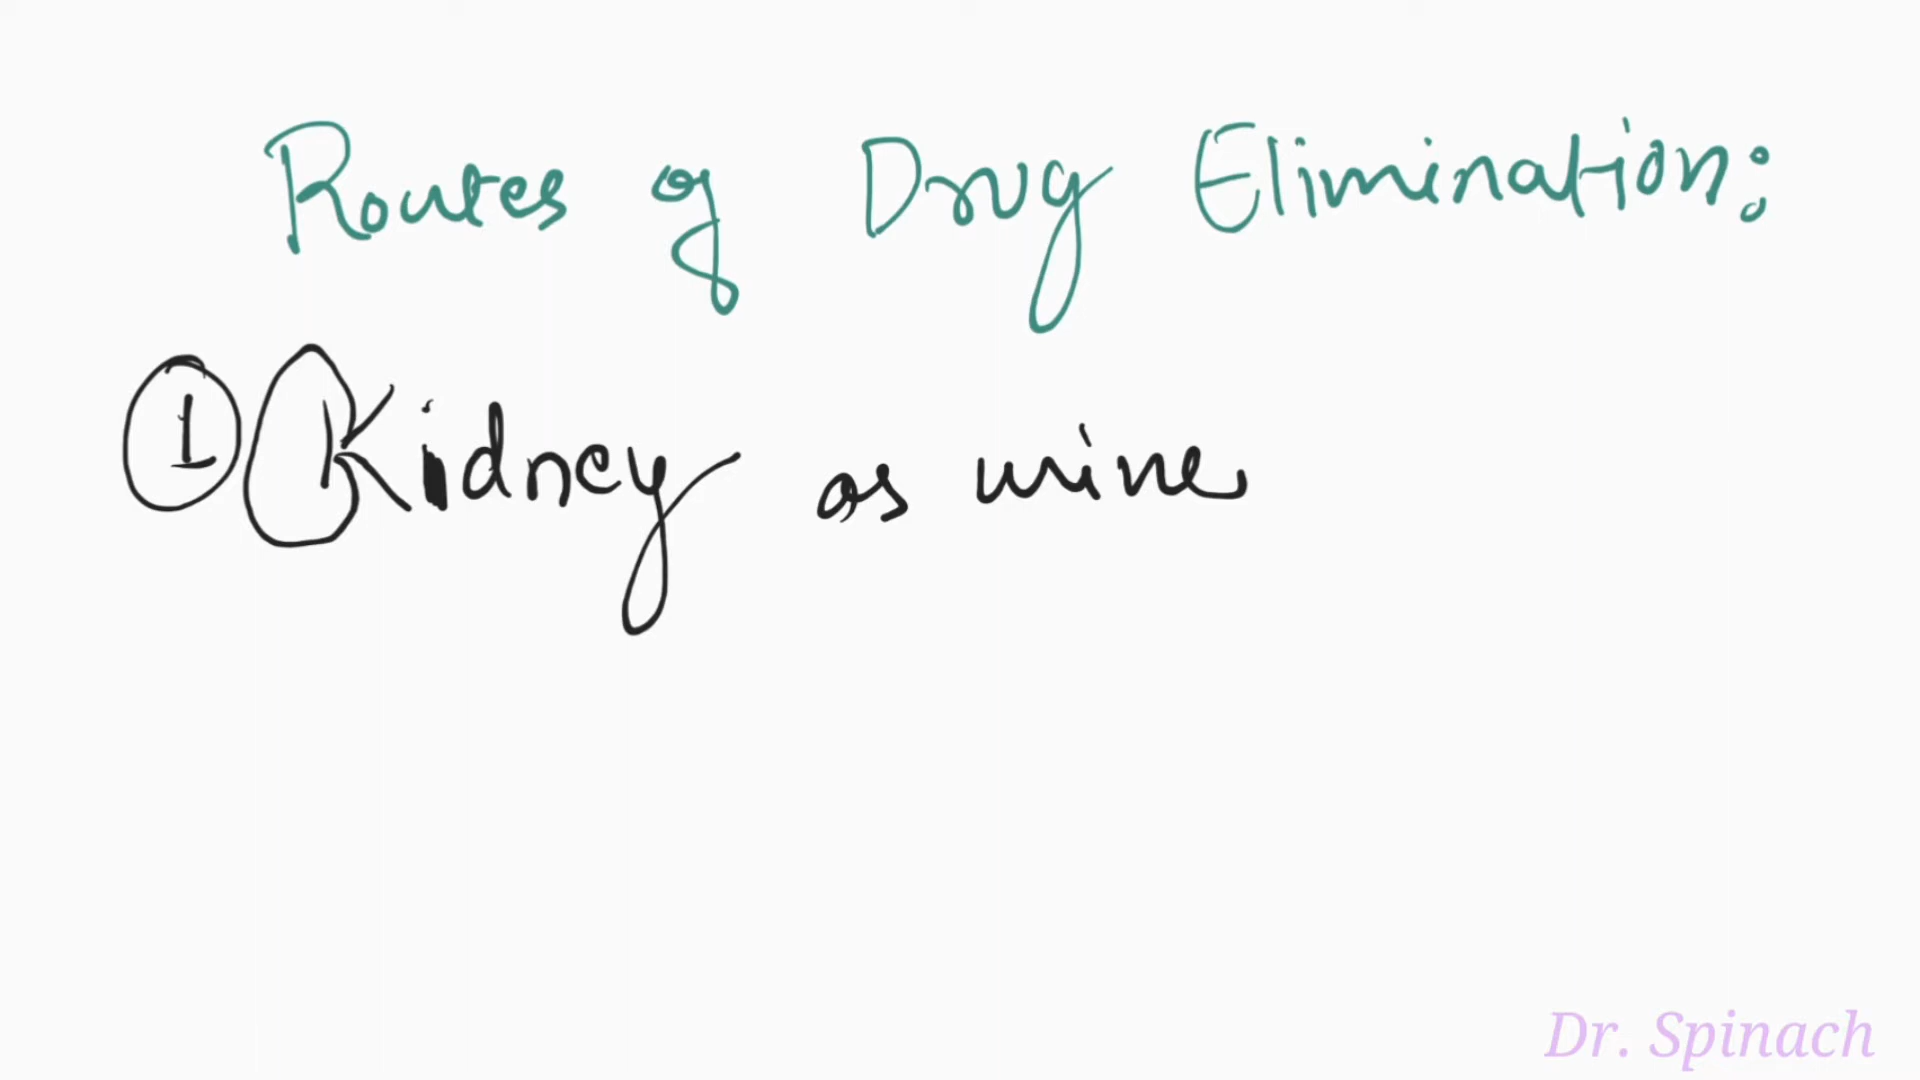 Routes of Drug Elimination:
1 Kidney as urine
Dr. Spinach